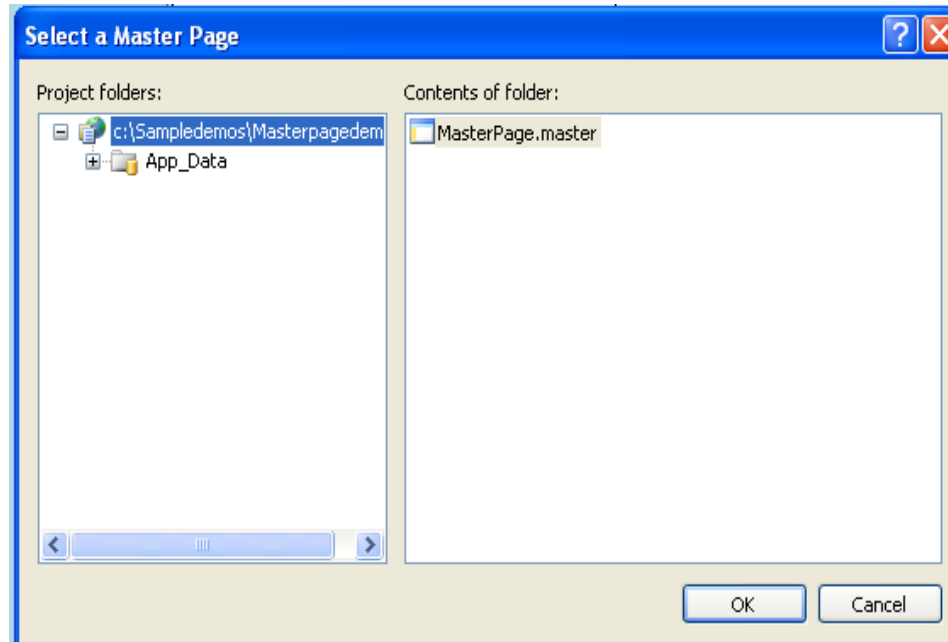 Select a Master Page
Project folders:
Contents of folder:
c:\Sampledemos\Masterpagedem
App_Data
MasterPage.master
OK
Cancel